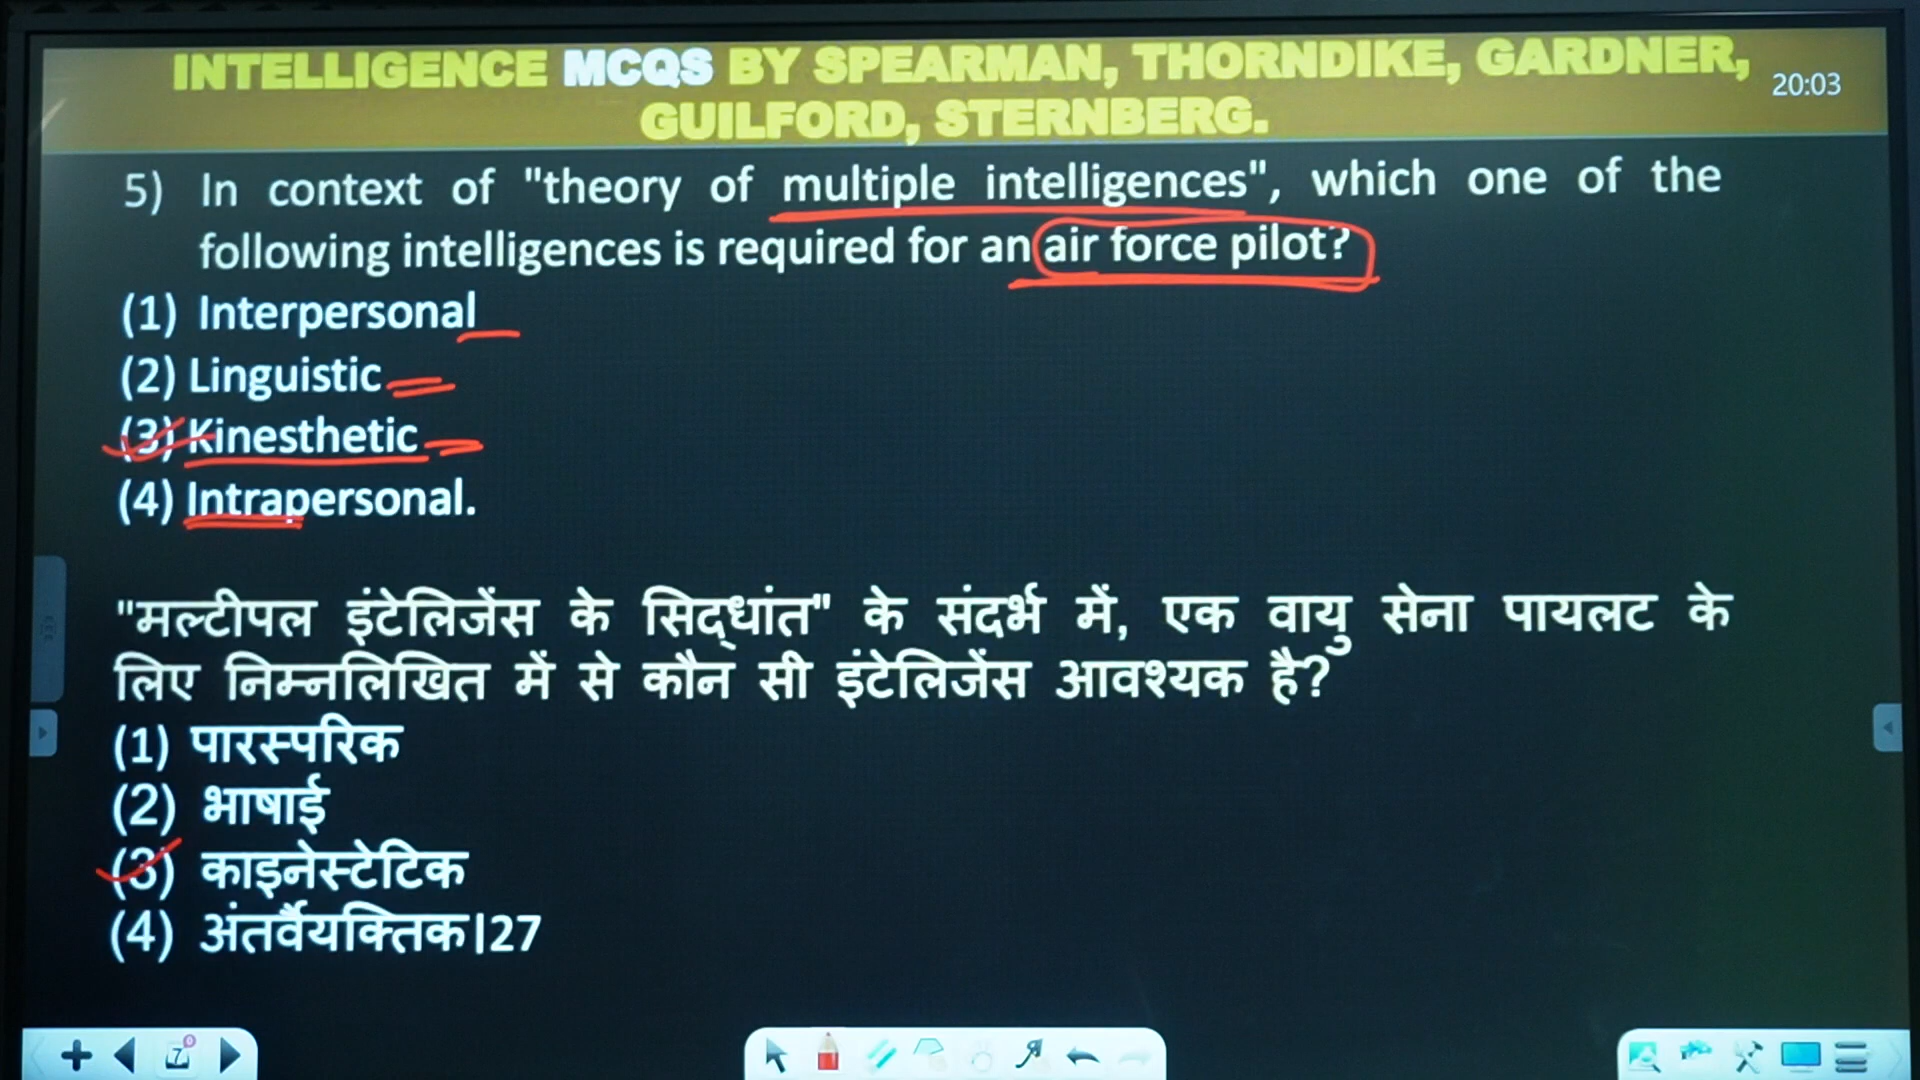 INTELLIGENCE MCQS BY SPEARMAN, THORNDIKE, GARDNER,
GUILFORD, STERNBERG.
20:03
5) In context of "theory of multiple intelligences", which one of the
following intelligences is required for an air force pilot?
(1) Interpersonal
(2) Linguistic
(3) Kinesthetic
(4) Intrapersonal.
"मल्टीपल इंटेलिजेंस के सिद्धांत" के संदर्भ में, एक वायु सेना पायलट के
लिए निम्नलिखित में से कौन सी इंटेलिजेंस आवश्यक है?
(1) पारस्परिक
(2) भाषाई
(3) काइनेस्टेटिक
(4) अंतर्वैयक्तिक|27
7